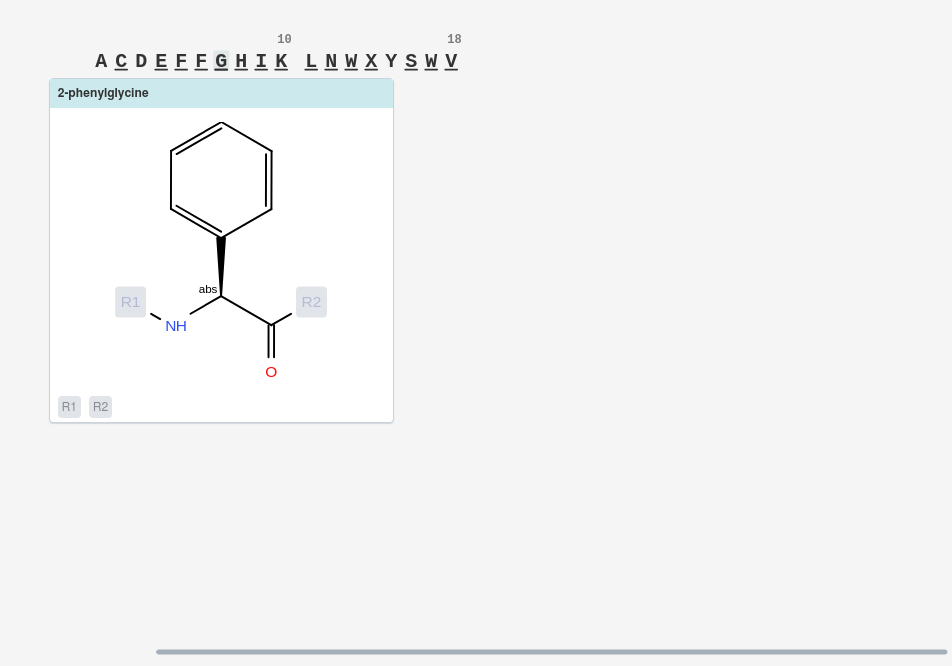 10 18
A C D E F F G H I K L N W X Y S W V
2-phenylglycine
abs
R1 R2
NH
O
R1 R2